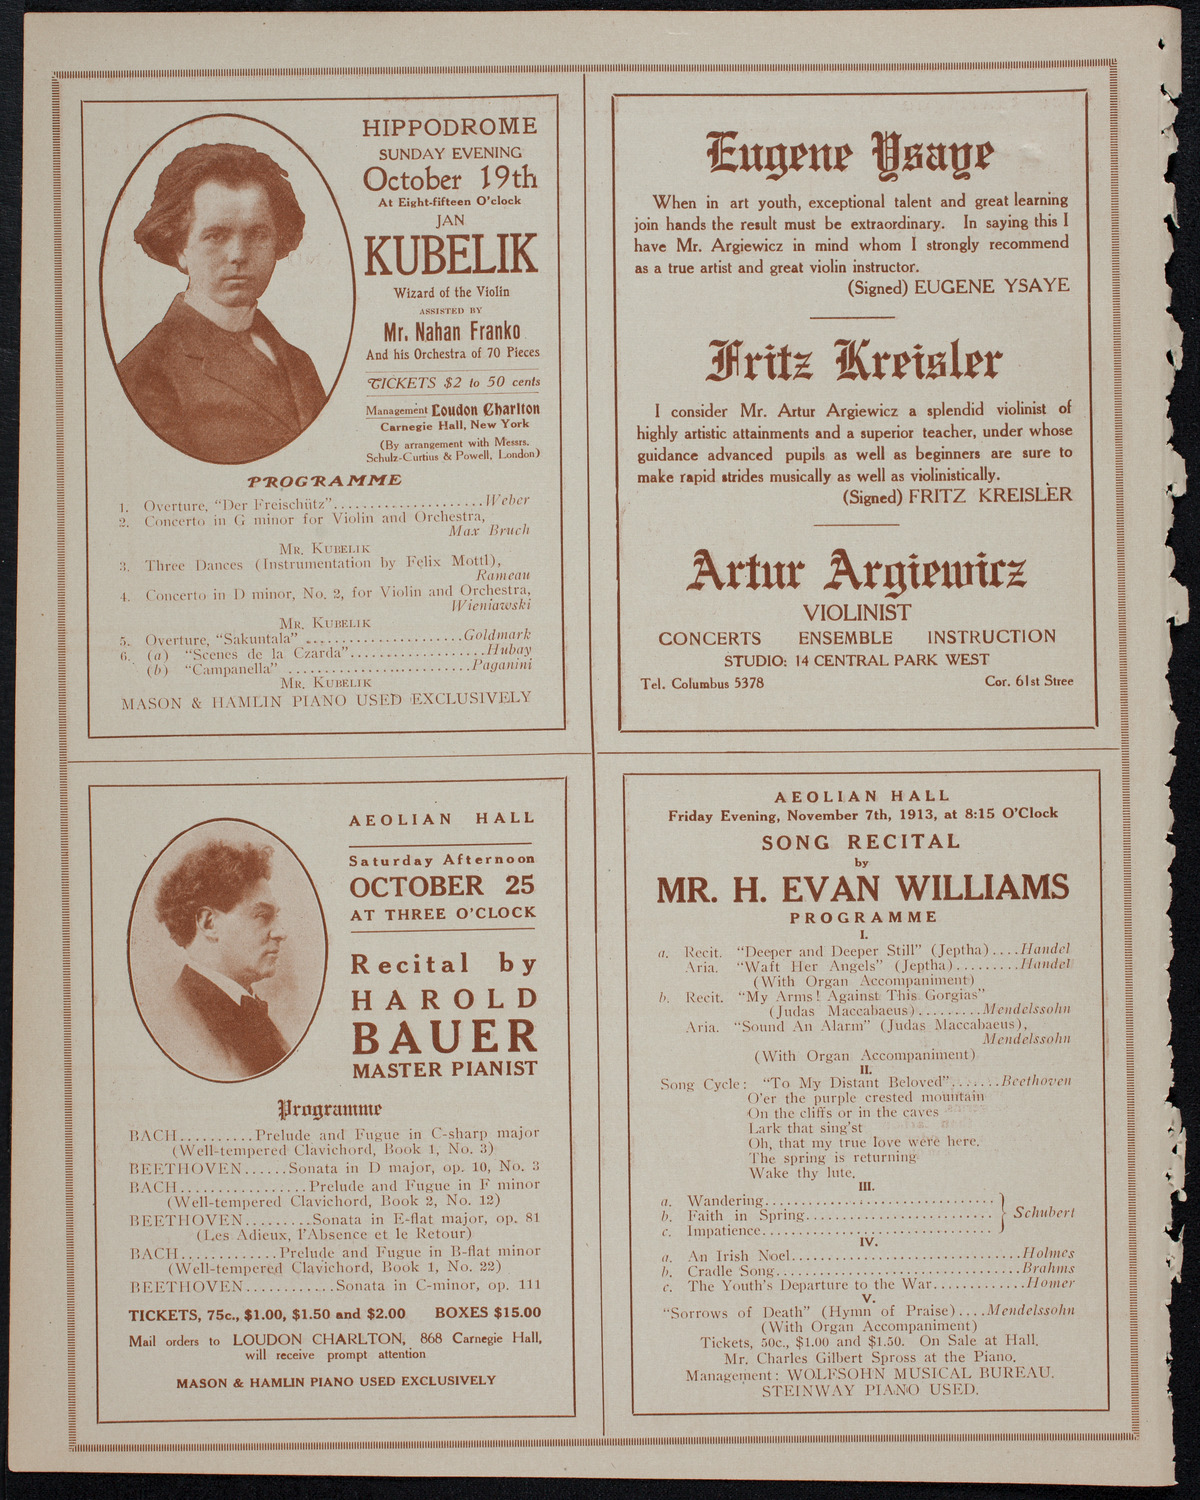 HIPPODROME
SUNDAY EVENING
October 19th
At Eight-fifteen O'clock
JAN
KUBELIK
Wizard of the Violin
ASSISTED BY
Mr. Nahan Franko
And his Orchestra of 70 Pieces
TICKETS $2 to 50 cents
Management Loudon Charlton
Carnegie Hall, New York
(By arrangement with Messrs.
Schulz-Curtius & Powell, London)
PROGRAMME
1. Overture, "Der Freischütz"....................Weber
2. Concerto in G minor for Violin and Orchestra,
Max Bruch
MR. KUBELIK
3. Three Dances (Instrumentation by Felix Mottl),
Rameau
4. Concerto in D minor, No. 2, for Violin and Orchestra,
Wieniawski
MR. KUBELIK
5. Overture, "Sakuntala" .......................Goldmark
6. (a) "Scenes de la Czarda"..................Hubay
(b) "Campanella" ........................Paganini
MR. KUBELIK
MASON & HAMLIN PIANO USED EXCLUSIVELY
Eugene Ysaye
When in art youth, exceptional talent and great learning
join hands the result must be extraordinary. In saying this I
have Mr. Argiewicz in mind whom I strongly recommend
as a true artist and great violin instructor.
(Signed) EUGENE YSAYE
Fritz Kreisler
I consider Mr. Artur Argiewicz a splendid violinist of
highly artistic attainments and a superior teacher, under whose
guidance advanced pupils as well as beginners are sure to
make rapid strides musically as well as violinistically.
(Signed) FRITZ KREISLER
Artur Argiewicz
VIOLINIST
CONCERTS ENSEMBLE INSTRUCTION
STUDIO: 14 CENTRAL PARK WEST
Tel. Columbus 5378 Cor. 61st Stree
AEOLIAN HALL
Saturday Afternoon
OCTOBER 25
AT THREE O'CLOCK
Recital by
HAROLD
BAUER
MASTER PIANIST
Programme
BACH..........Prelude and Fugue in C-sharp major
(Well-tempered Clavichord, Book 1, No. 3)
BEETHOVEN......Sonata in D major, op. 10, No. 3
BACH.................Prelude and Fugue in F minor
(Well-tempered Clavichord, Book 2, No. 12)
BEETHOVEN.........Sonata in E-flat major, op. 81
(Les Adieux, l'Absence et le Retour)
BACH.............Prelude and Fugue in B-flat minor
(Well-tempered Clavichord, Book 1, No. 22)
BEETHOVEN............Sonata in C-minor, op. 111
TICKETS, 75c., $1.00, $1.50 and $2.00 BOXES $15.00
Mail orders to LOUDON CHARLTON, 868 Carnegie Hall,
will receive prompt attention
MASON & HAMLIN PIANO USED EXCLUSIVELY
AEOLIAN HALL
Friday Evening, November 7th, 1913, at 8:15 O'Clock
SONG RECITAL
by
MR. H. EVAN WILLIAMS
PROGRAMME
I.
a. Recit. "Deeper and Deeper Still" (Jeptha)....Handel
Aria. "Waft Her Angels" (Jeptha).........Handel
(With Organ Accompaniment)
b. Recit. "My Arms! Against This Gorgias"
(Judas Maccabaeus).........Mendelssohn
Aria. "Sound An Alarm" (Judas Maccabaeus),
Mendelssohn
(With Organ Accompaniment)
II.
Song Cycle: "To My Distant Beloved".......Beethoven
O'er the purple crested mountain
On the cliffs or in the caves
Lark that sing'st
Oh, that my true love were here.
The spring is returning
Wake thy lute.
III.
a. Wandering.................................
b. Faith in Spring...........................
c. Impatience................................
Schubert
IV.
a. An Irish Noel.................................Holmes
b. Cradle Song...................................Brahms
c. The Youth's Departure to the War............Homer
V.
"Sorrows of Death" (Hymn of Praise)....Mendelssohn
(With Organ Accompaniment)
Tickets, 50c., $1.00 and $1.50. On Sale at Hall.
Mr. Charles Gilbert Spross at the Piano.
Management: WOLFSOHN MUSICAL BUREAU.
STEINWAY PIANO USED.